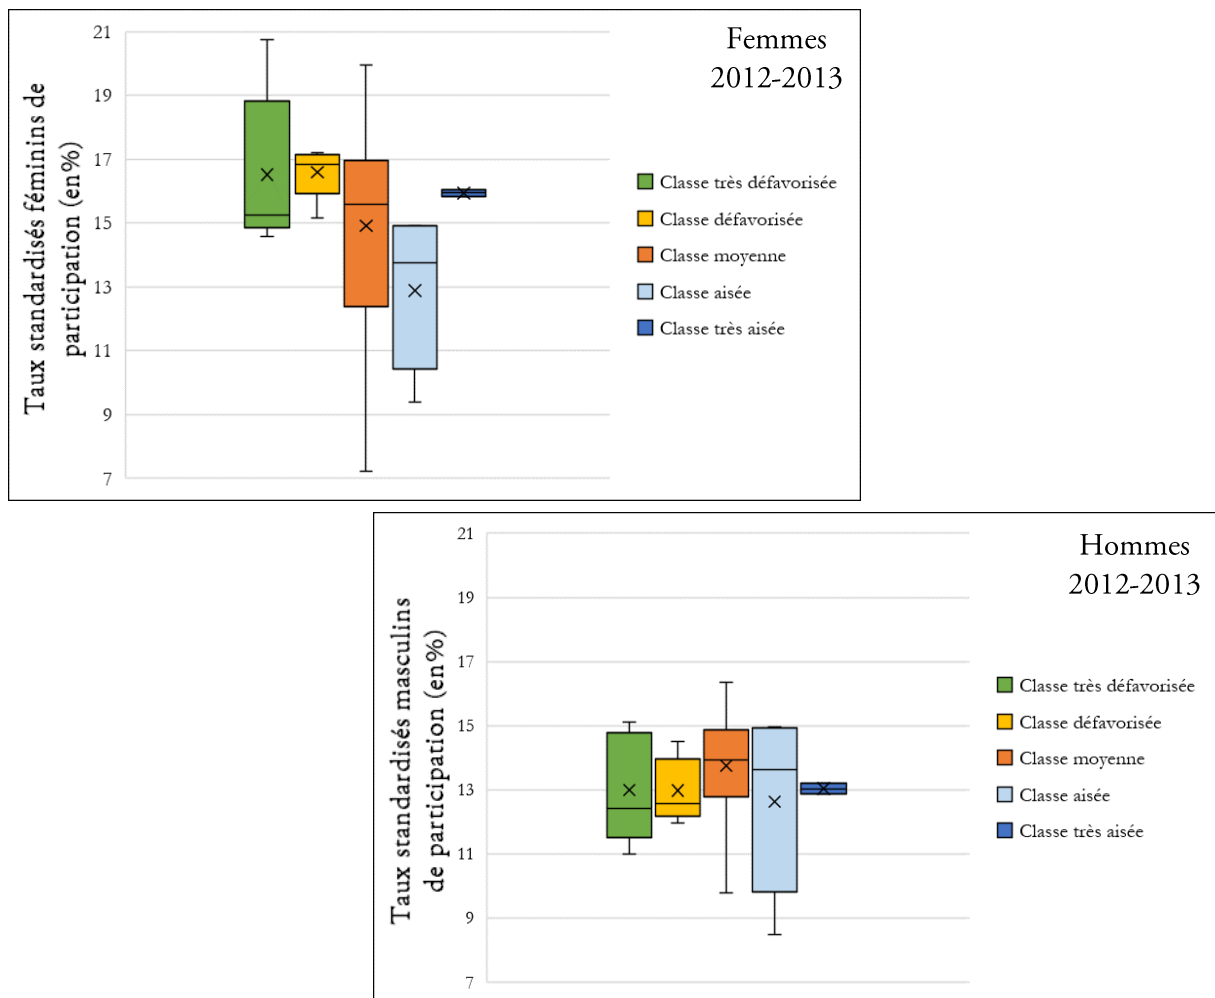 Femmes
2012-2013
Taux standardisés féminins de
participation (en%)
21
19
17
15
13
11
9
7
Classe très défavorisée
Classe défavorisée
Classe moyenne
Classe aisée
Classe très aisée
Hommes
2012-2013
Taux standardisés masculins
de participation (en%)
21
19
17
15
13
11
9
7
Classe très défavorisée
Classe défavorisée
Classe moyenne
Classe aisée
Classe très aisée